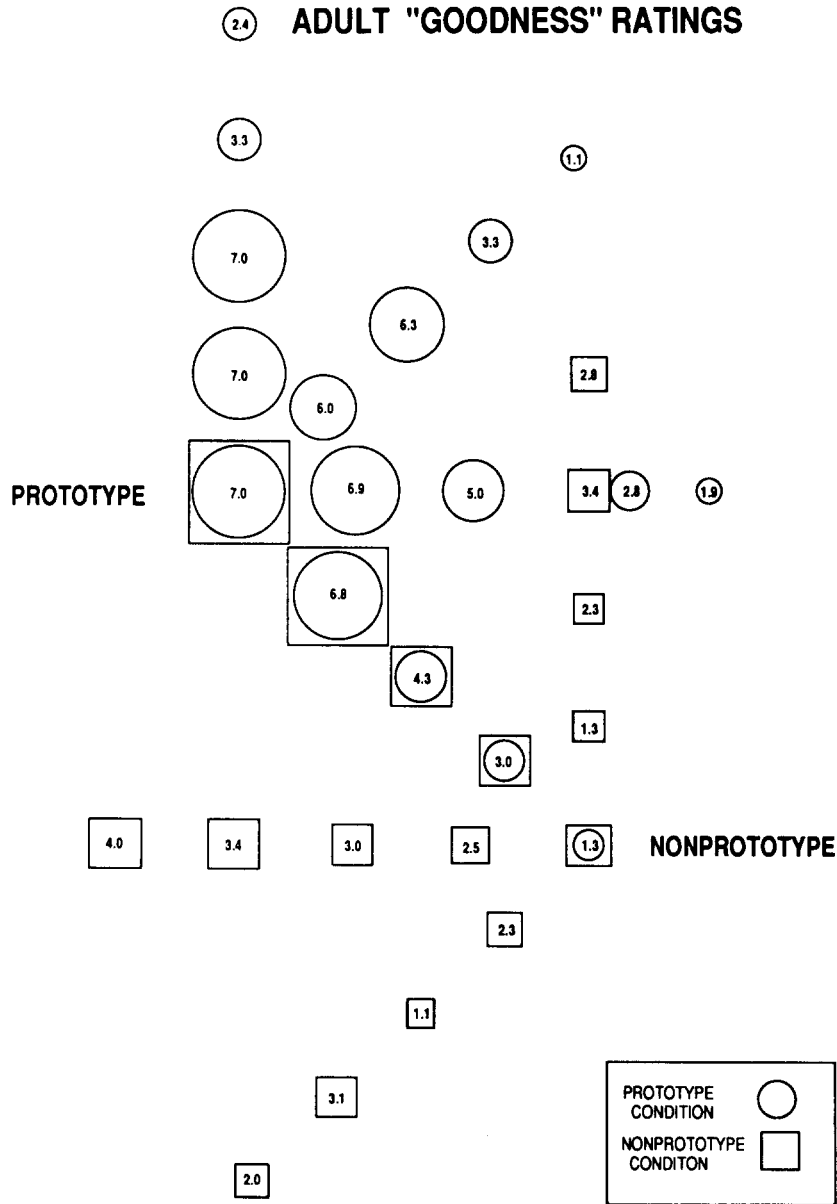 2.4 ADULT "GOODNESS" RATINGS
3.3
1.1
7.0
3.3
6.3
7.0
2.8
6.0
PROTOTYPE 7.0 6.9 5.0 3.4 2.8 1.9
6.8
2.3
4.3
1.3
3.0
4.0 3.4 3.0 2.5 1.3 NONPROTOTYPE
2.3
1.1
3.1
2.0
PROTOTYPE
CONDITION
NONPROTOTYPE
CONDITON